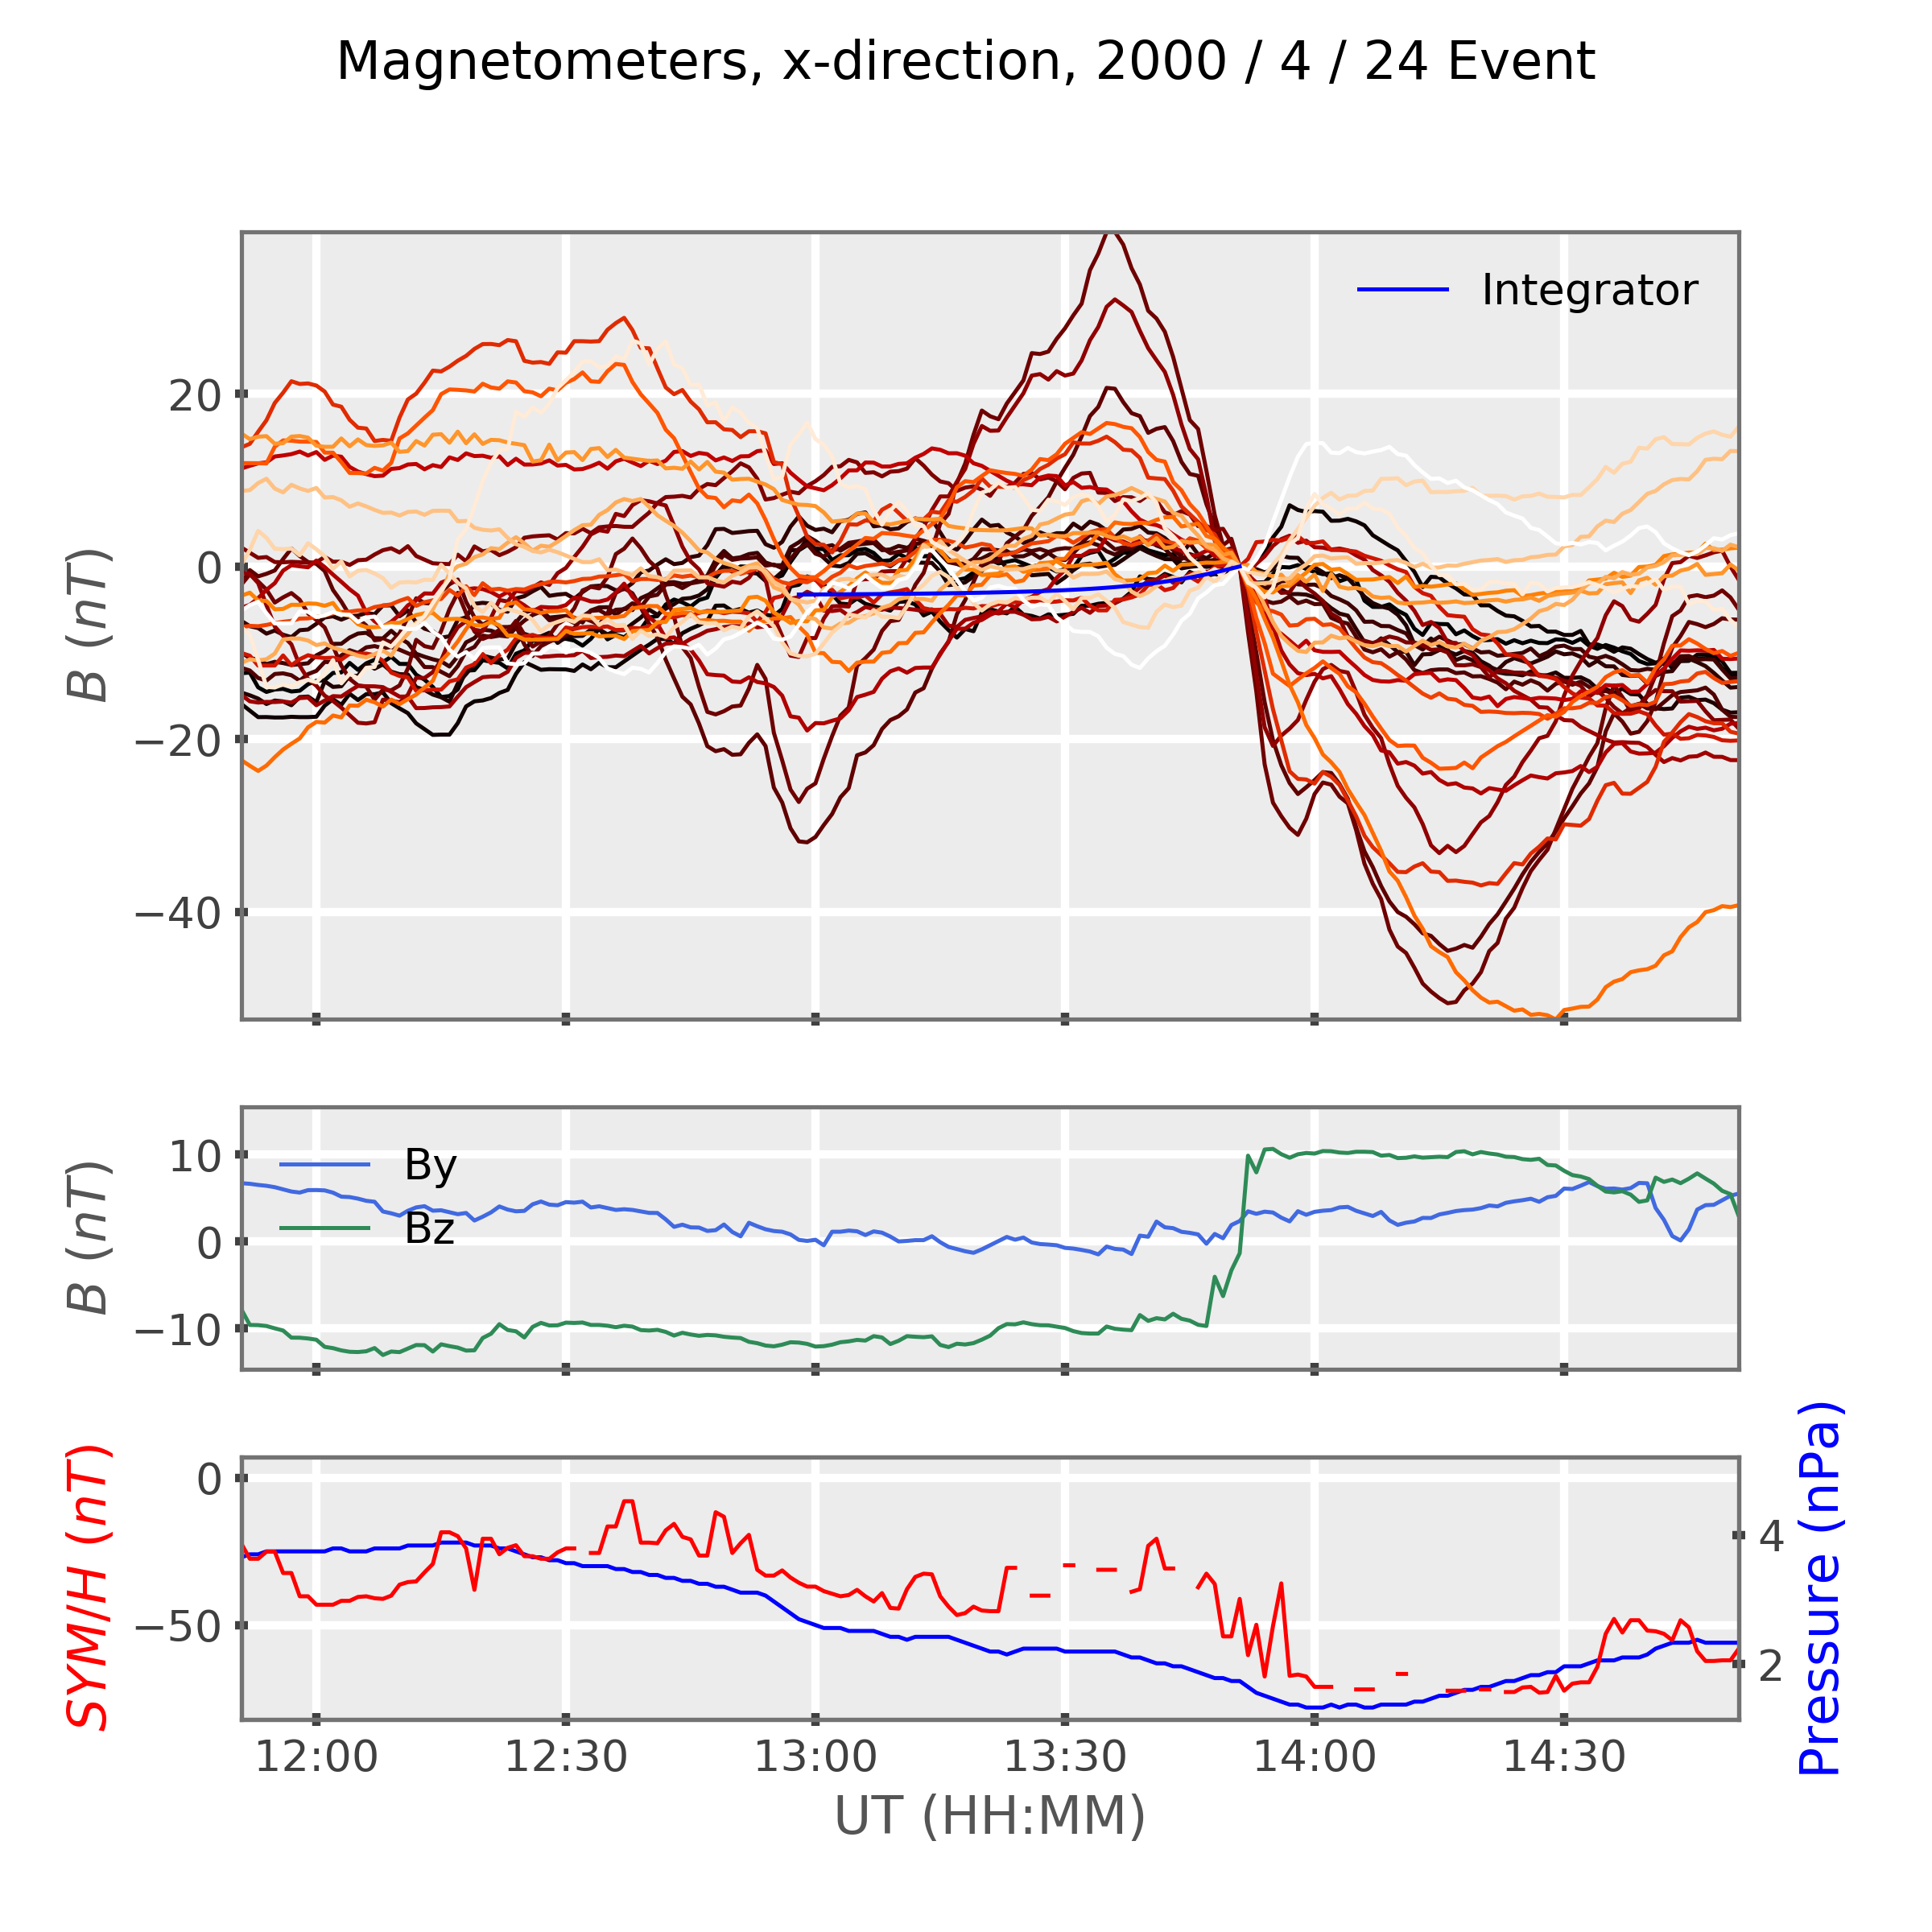 Magnetometers, x-direction, 2000 / 4 / 24 Event
B (nT)
20
0
−20
−40
Integrator
B (nT)
10
0
−10
By
Bz
SYM/H (nT)
0
−50
4
2
Pressure (nPa)
12:00 12:30 13:00 13:30 14:00 14:30
UT (HH:MM)